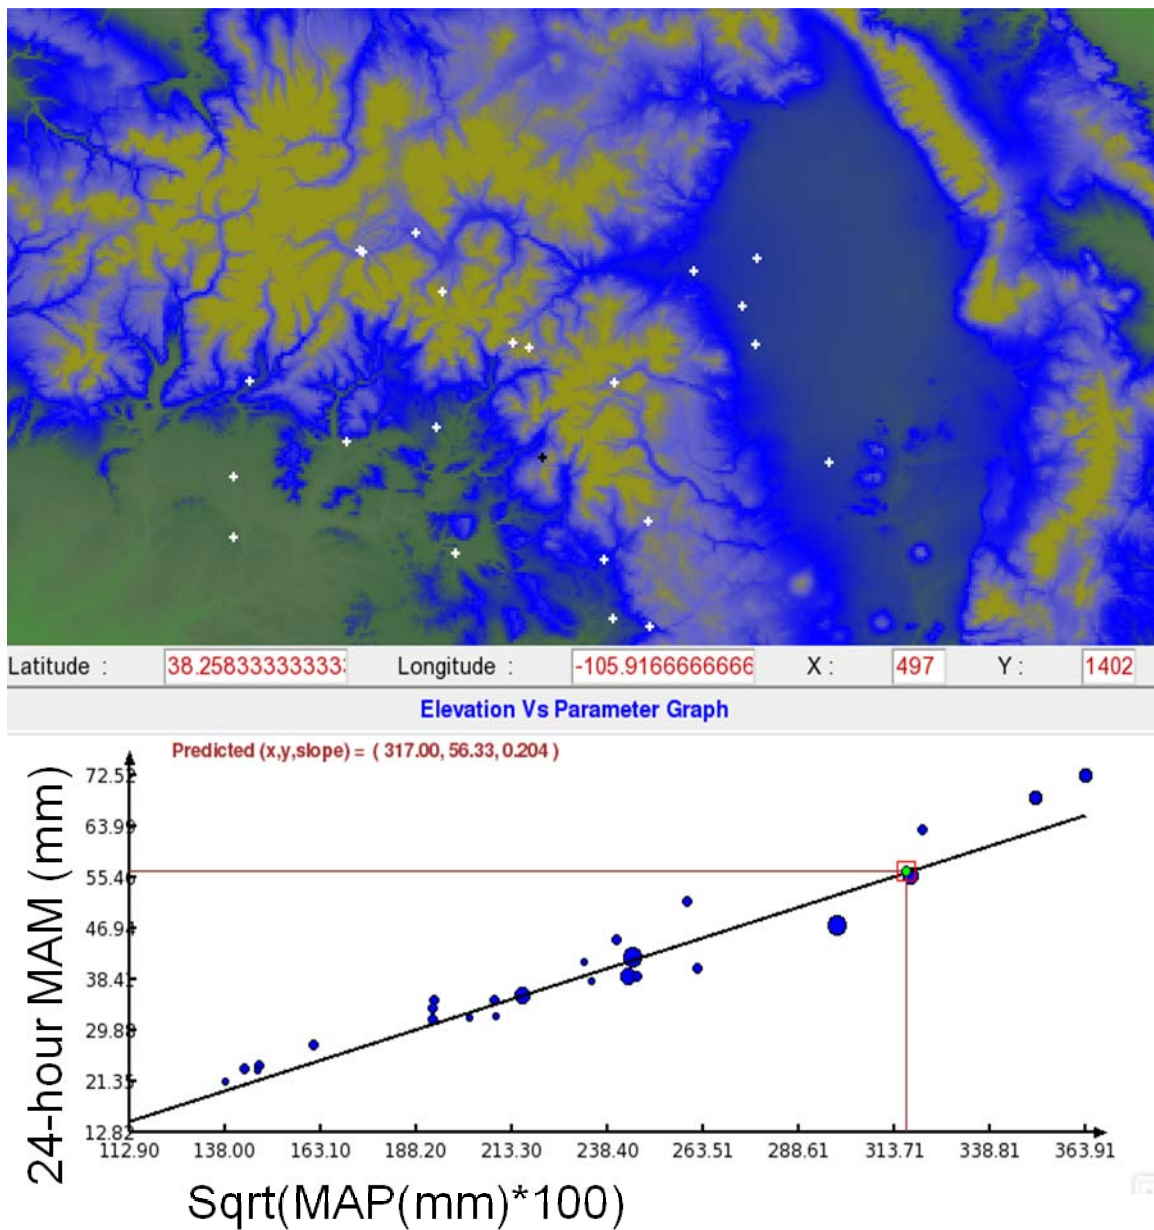 Latitude : 38.258333333333 Longitude : -105.9166666666 X : 497 Y : 1402
Elevation Vs Parameter Graph
Predicted (x,y,slope) = ( 317.00, 56.33, 0.204 )
24-hour MAM (mm)
72.52
63.99
55.46
46.94
38.41
29.88
21.35
12.82
112.90 138.00 163.10 188.20 213.30 238.40 263.51 288.61 313.71 338.81 363.91
Sqrt(MAP(mm)*100)